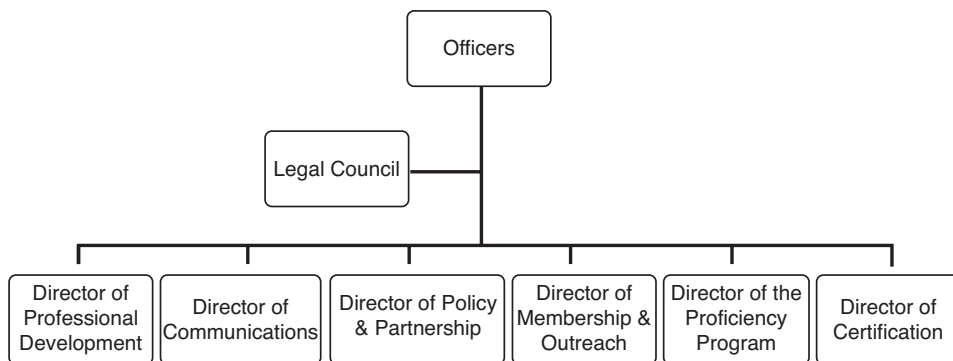 Officers
Legal Council
Director of
Professional
Development
Director of
Communications
Director of Policy
& Partnership
Director of
Membership &
Outreach
Director of the
Proficiency
Program
Director of
Certification